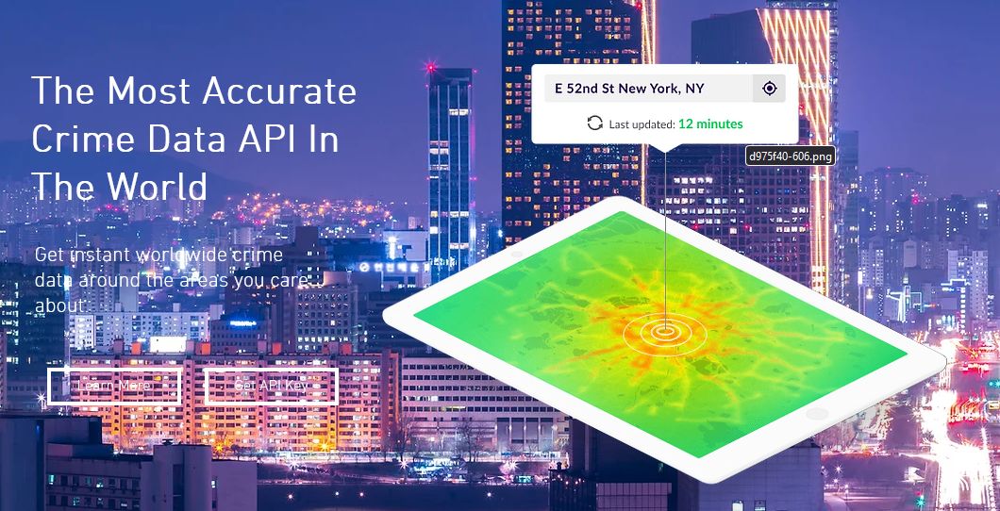 The Most Accurate
Crime Data API In
The World
Get instant worldwide crime
data around the areas you care
about.
Learn More
Get API Key
E 52nd St New York, NY
Last updated: 12 minutes
d975f40-606.png